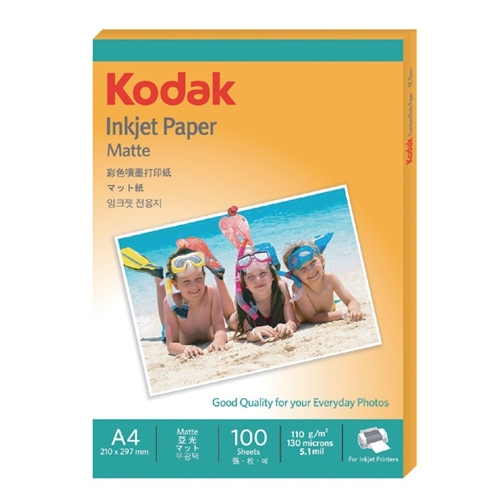 Kodak
Inkjet Paper
Matte
彩色噴墨打印紙
マット紙
잉크젯 전용지
Good Quality for your Everyday Photos
A4
210 x 297 mm
Matte
亞光
マット
무광택
100
Sheets
張・枚・매
110 g/m²
130 microns
5.1 mil
For Inkjet Printers
Kodak